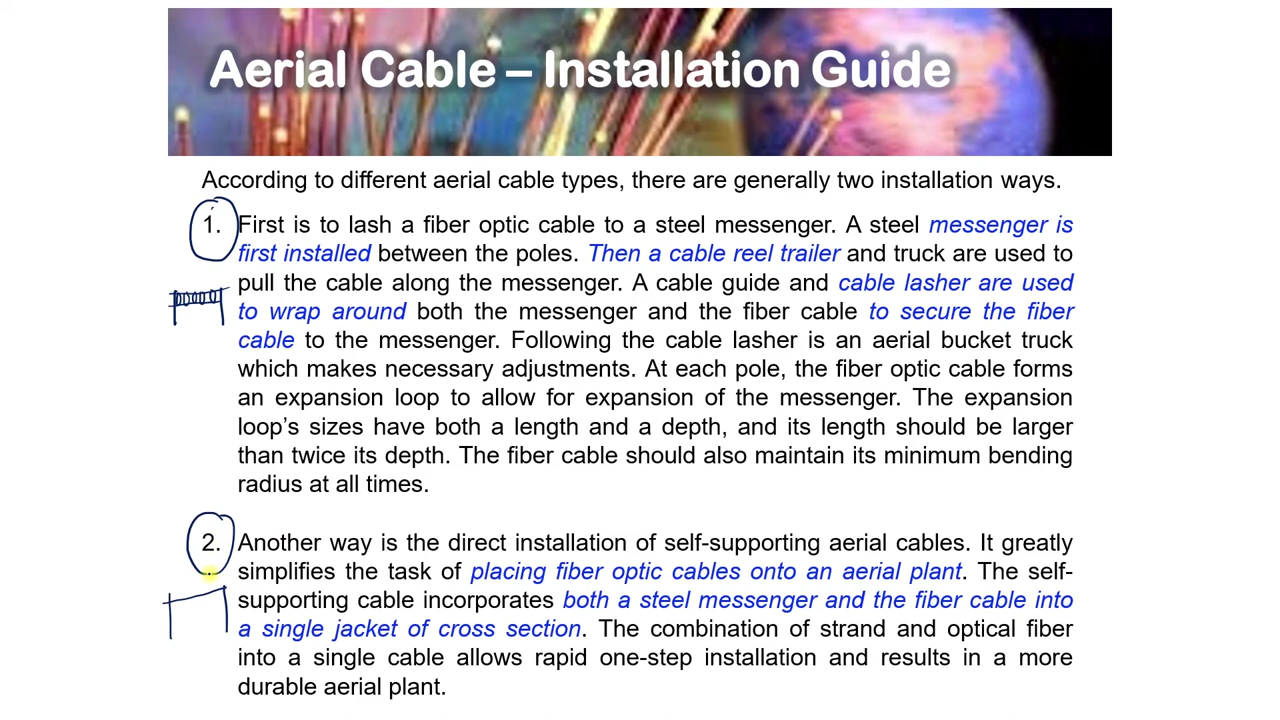 Aerial Cable – Installation Guide
According to different aerial cable types, there are generally two installation ways.
1. First is to lash a fiber optic cable to a steel messenger. A steel messenger is
first installed between the poles. Then a cable reel trailer and truck are used to
pull the cable along the messenger. A cable guide and cable lasher are used
to wrap around both the messenger and the fiber cable to secure the fiber
cable to the messenger. Following the cable lasher is an aerial bucket truck
which makes necessary adjustments. At each pole, the fiber optic cable forms
an expansion loop to allow for expansion of the messenger. The expansion
loop’s sizes have both a length and a depth, and its length should be larger
than twice its depth. The fiber cable should also maintain its minimum bending
radius at all times.
2. Another way is the direct installation of self-supporting aerial cables. It greatly
simplifies the task of placing fiber optic cables onto an aerial plant. The self-
supporting cable incorporates both a steel messenger and the fiber cable into
a single jacket of cross section. The combination of strand and optical fiber
into a single cable allows rapid one-step installation and results in a more
durable aerial plant.